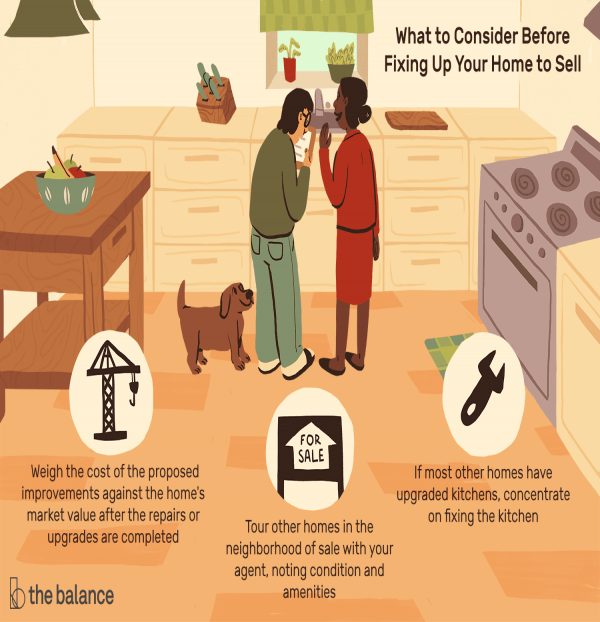 What to Consider Before
Fixing Up Your Home to Sell
FOR
SALE
Weigh the cost of the proposed
improvements against the home's
market value after the repairs or
upgrades are completed
Tour other homes in the
neighborhood of sale with your
agent, noting condition and
amenities
If most other homes have
upgraded kitchens, concentrate
on fixing the kitchen
the balance